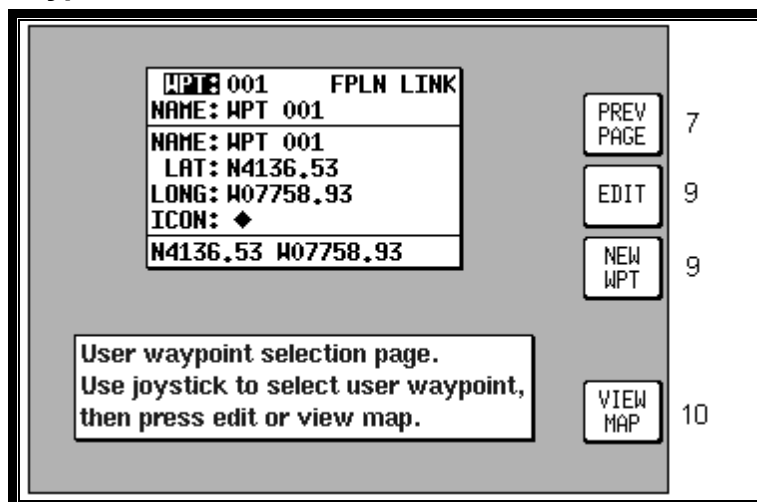 WPT: 001 FPLN LINK
NAME: WPT 001
NAME: WPT 001
LAT: N4136.53
LONG: W07758.93
ICON: ◆
N4136.53 W07758.93
User waypoint selection page.
Use joystick to select user waypoint,
then press edit or view map.
PREV
PAGE
7
EDIT
9
NEW
WPT
9
VIEW
MAP
10